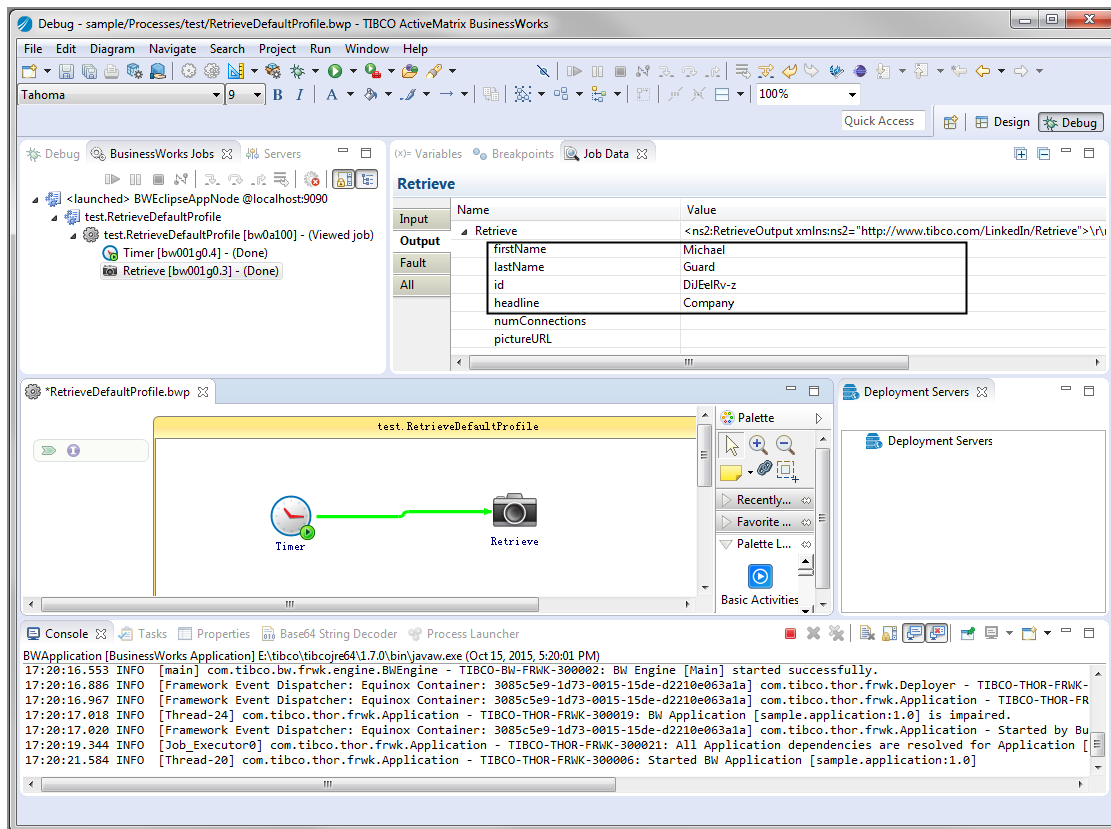 Debug - sample/Processes/test/RetrieveDefaultProfile.bwp - TIBCO ActiveMatrix BusinessWorks
File Edit Diagram Navigate Search Project Run Window Help
Tahoma 9 B I A 100%
Quick Access Design Debug
Debug BusinessWorks Jobs Servers
<launched> BWEclipseAppNode @localhost:9090
test.RetrieveDefaultProfile
test.RetrieveDefaultProfile [bw0a100] - (Viewed job)
Timer [bw001g0.4] - (Done)
Retrieve [bw001g0.3] - (Done)
(x)= Variables Breakpoints Job Data
Retrieve
Input
Output
Fault
All
Name Value
Retrieve <ns2:RetrieveOutput xmlns:ns2="http://www.tibco.com/LinkedIn/Retrieve">\r\
firstName Michael
lastName Guard
id DiJEelRv-z
headline Company
numConnections
pictureURL
*RetrieveDefaultProfile.bwp
test.RetrieveDefaultProfile
Timer
Retrieve
Palette
Recently...
Favorite ...
Palette L...
Basic Activities
Deployment Servers
Deployment Servers
Console Tasks Properties Base64 String Decoder Process Launcher
BWApplication [BusinessWorks Application] E:\tibco\tibcojre64\1.7.0\bin\javaw.exe (Oct 15, 2015, 5:20:01 PM)
17:20:16.553 INFO [main] com.tibco.bw.frwk.engine.BWEngine - TIBCO-BW-FRWK-300002: BW Engine [Main] started successfully.
17:20:16.886 INFO [Framework Event Dispatcher: Equinox Container: 3085c5e9-1d73-0015-15de-d2210e063a1a] com.tibco.thor.frwk.Deployer - TIBCO-THOR-FRWK-
17:20:16.967 INFO [Framework Event Dispatcher: Equinox Container: 3085c5e9-1d73-0015-15de-d2210e063a1a] com.tibco.thor.frwk.Application - TIBCO-THOR-FR
17:20:17.018 INFO [Thread-24] com.tibco.thor.frwk.Application - TIBCO-THOR-FRWK-300019: BW Application [sample.application:1.0] is impaired.
17:20:17.020 INFO [Framework Event Dispatcher: Equinox Container: 3085c5e9-1d73-0015-15de-d2210e063a1a] com.tibco.thor.frwk.Application - Started by Bu
17:20:19.344 INFO [Job_Executor0] com.tibco.thor.frwk.Application - TIBCO-THOR-FRWK-300021: All Application dependencies are resolved for Application [
17:20:21.584 INFO [Thread-20] com.tibco.thor.frwk.Application - TIBCO-THOR-FRWK-300006: Started BW Application [sample.application:1.0]